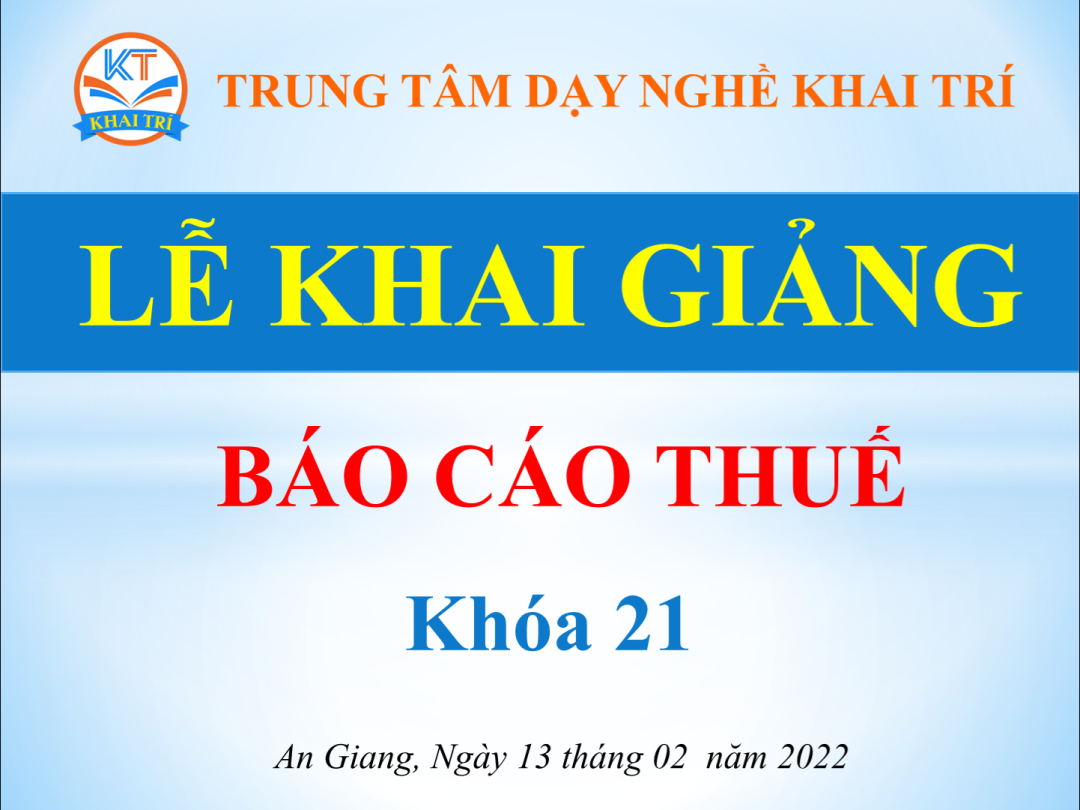 KT
KHAI TRÍ
TRUNG TÂM DẠY NGHỀ KHAI TRÍ
LỄ KHAI GIẢNG
BÁO CÁO THUẾ
Khóa 21
An Giang, Ngày 13 tháng 02 năm 2022